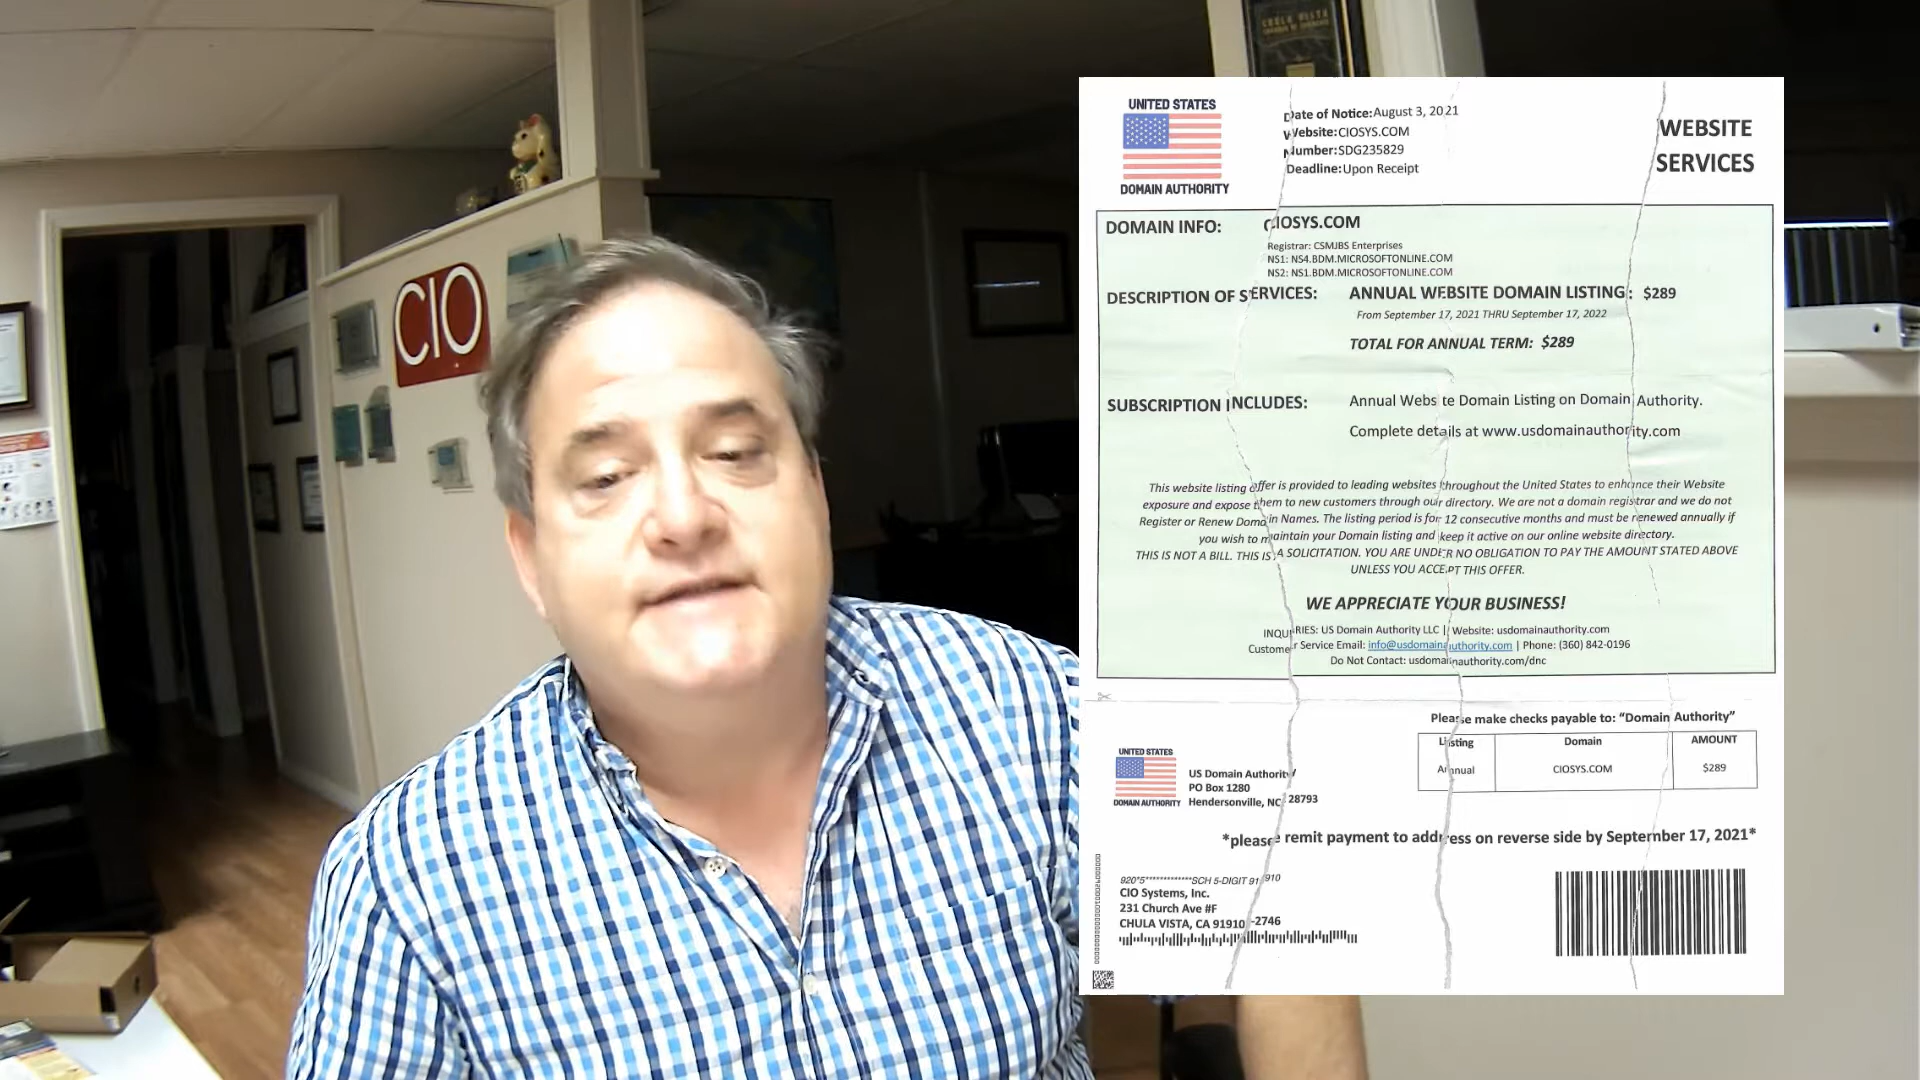 CHULA VISTA
CIO
UNITED STATES
DOMAIN AUTHORITY
Date of Notice: August 3, 2021
Website: CIOSYS.COM
Number: SDG235829
Deadline: Upon Receipt
WEBSITE
SERVICES
DOMAIN INFO: CIOSYS.COM
Registrar: CSMJBS Enterprises
NS1: NS4.BDM.MICROSOFTONLINE.COM
NS2: NS1.BDM.MICROSOFTONLINE.COM
DESCRIPTION OF SERVICES: ANNUAL WEBSITE DOMAIN LISTING: $289
From September 17, 2021 THRU September 17, 2022
TOTAL FOR ANNUAL TERM: $289
SUBSCRIPTION INCLUDES: Annual Website Domain Listing on Domain Authority.
Complete details at www.usdomainauthority.com
This website listing offer is provided to leading websites throughout the United States to enhance their Website
exposure and expose them to new customers through our directory. We are not a domain registrar and we do not
Register or Renew Domain Names. The listing period is for 12 consecutive months and must be renewed annually if
you wish to maintain your Domain listing and keep it active on our online website directory.
THIS IS NOT A BILL. THIS IS A SOLICITATION. YOU ARE UNDER NO OBLIGATION TO PAY THE AMOUNT STATED ABOVE
UNLESS YOU ACCEPT THIS OFFER.
WE APPRECIATE YOUR BUSINESS!
INQUIRIES: US Domain Authority LLC | Website: usdomainauthority.com
Customer Service Email: info@usdomainauthority.com | Phone: (360) 842-0196
Do Not Contact: usdomainauthority.com/dnc
Please make checks payable to: “Domain Authority”
Listing Domain AMOUNT
Annual CIOSYS.COM $289
UNITED STATES
DOMAIN AUTHORITY
US Domain Authority
PO Box 1280
Hendersonville, NC 28793
*please remit payment to address on reverse side by September 17, 2021*
920*5**************SCH 5-DIGIT 91910
CIO Systems, Inc.
231 Church Ave #F
CHULA VISTA, CA 91910-2746